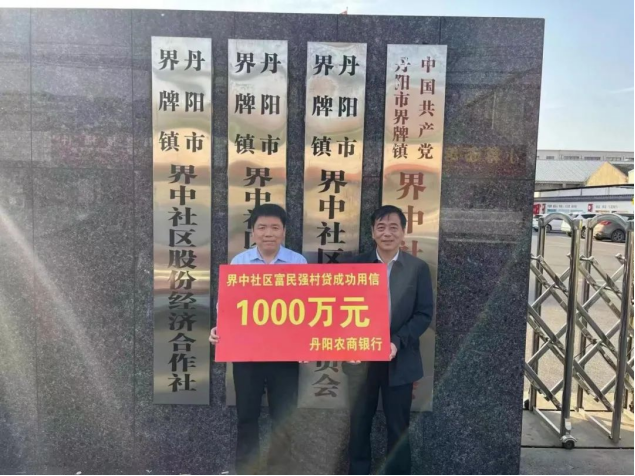 丹阳市
界牌镇
界中社区股份经济合作社
丹阳市
界牌镇
界中社区
丹阳市
界牌镇
界中社区
员会
中国共产党
丹阳市界牌镇
界中社
界中社区富民强村贷成功用信
1000万元
丹阳农商银行